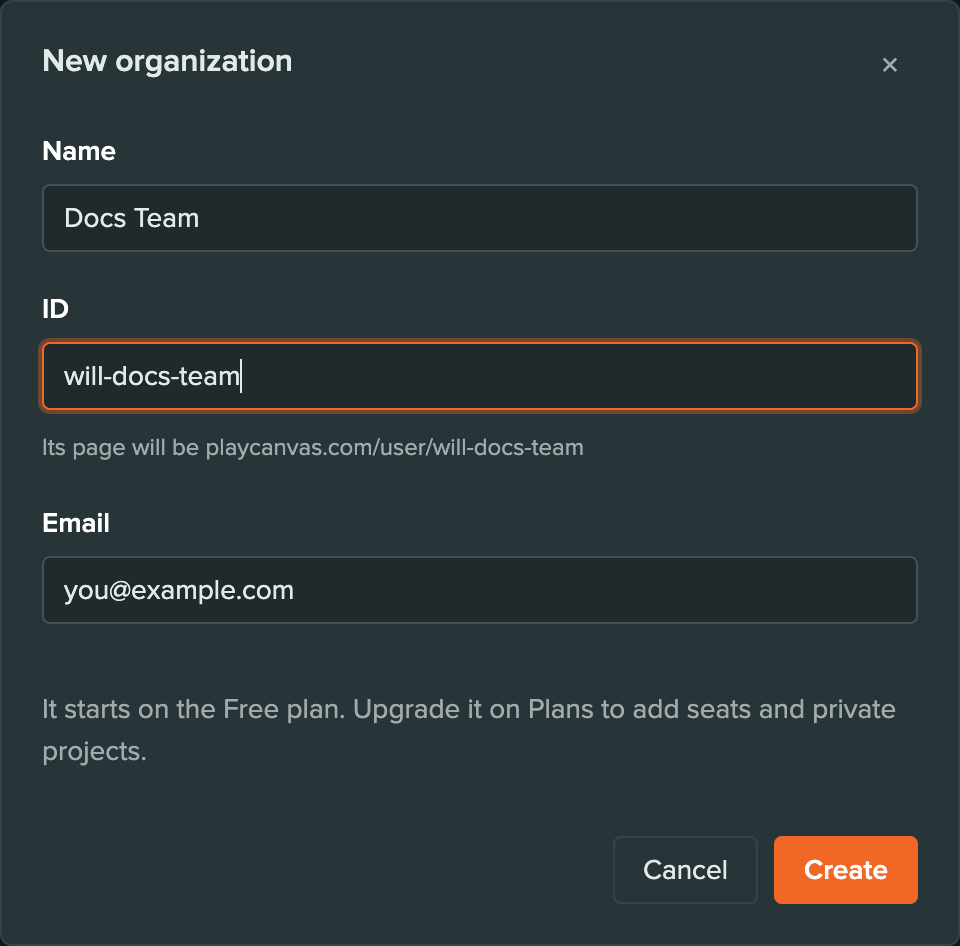 New organization
×
Name
Docs Team
ID
will-docs-team
Its page will be playcanvas.com/user/will-docs-team
Email
you@example.com
It starts on the Free plan. Upgrade it on Plans to add seats and private
projects.
Cancel
Create